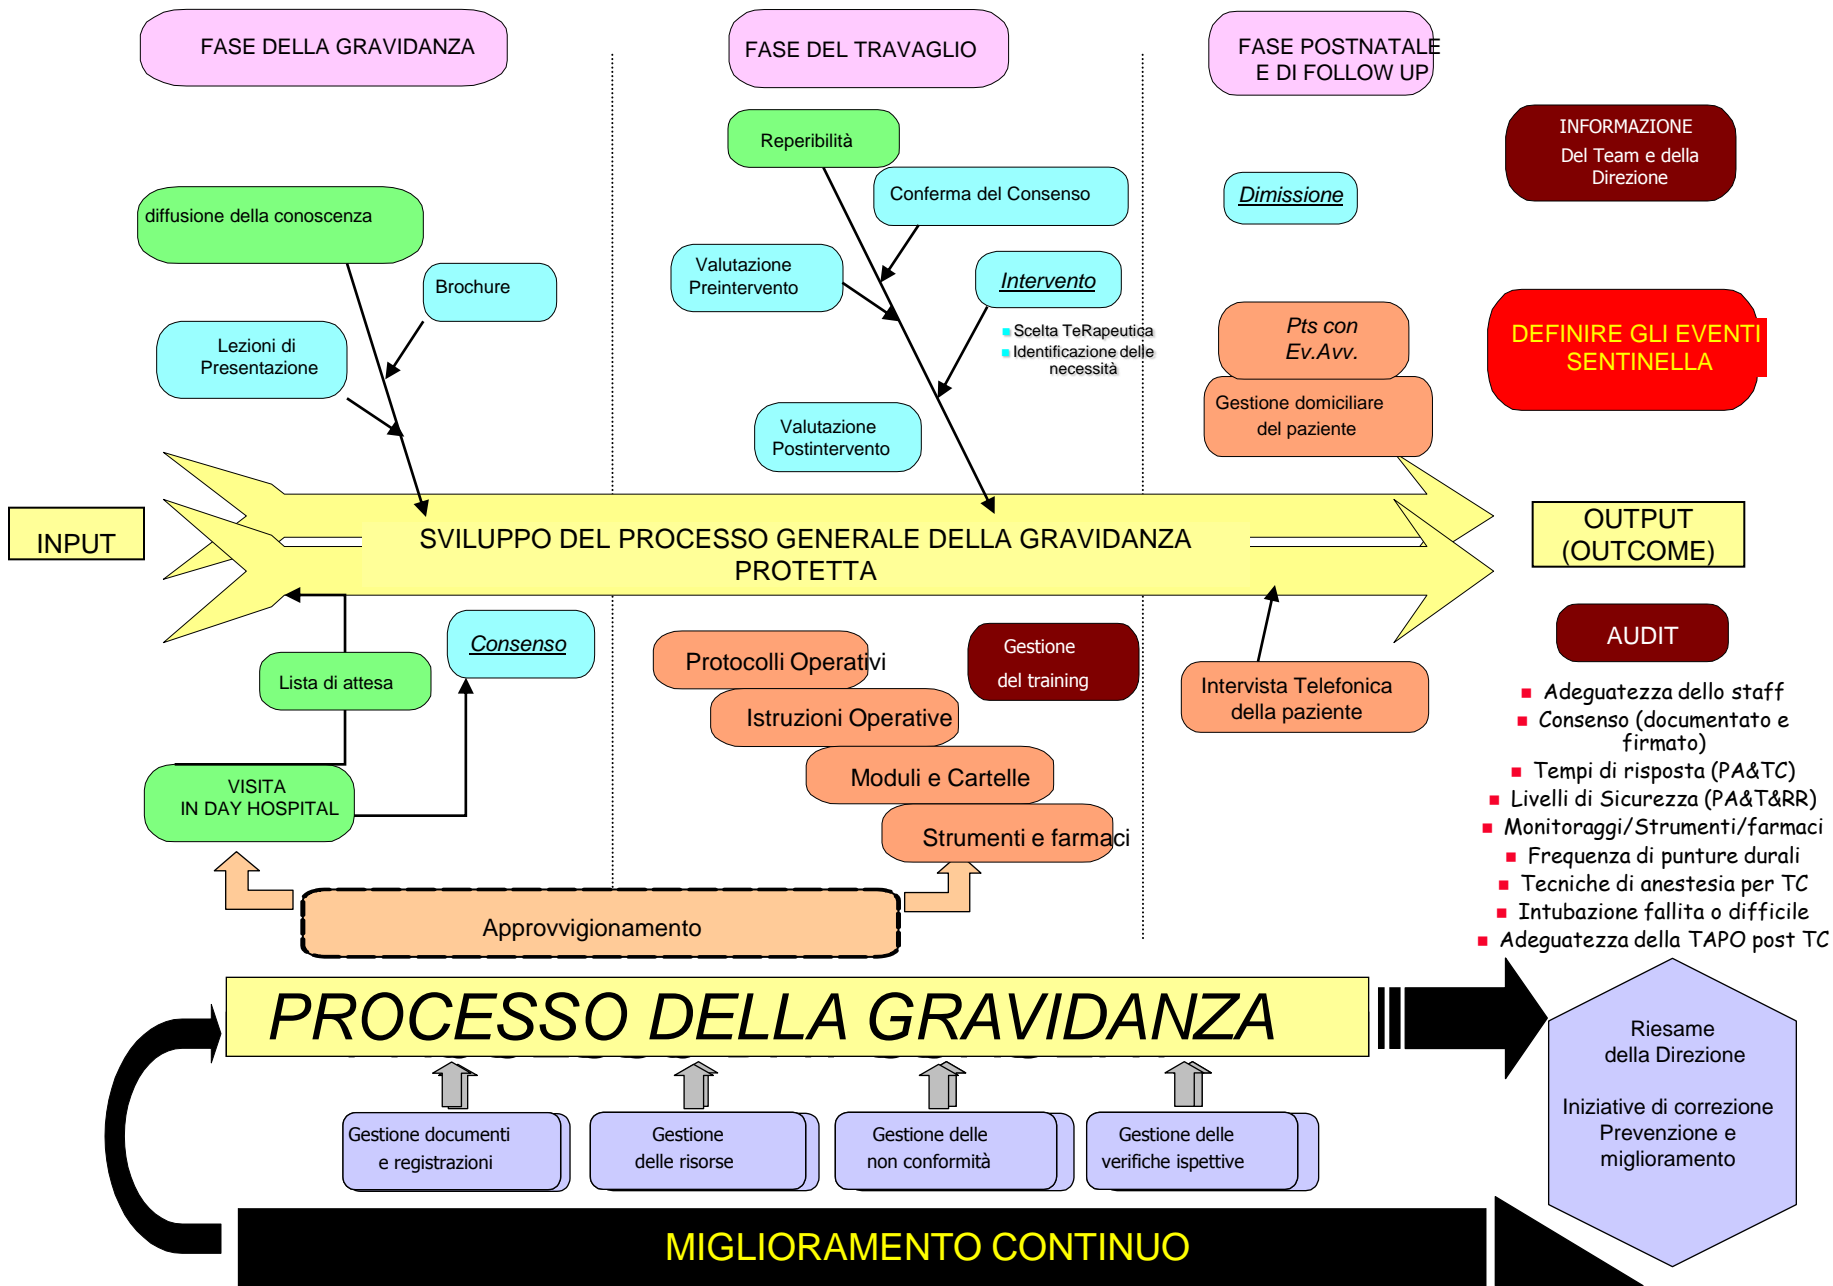 FASE DELLA GRAVIDANZA
FASE DEL TRAVAGLIO
FASE POSTNATALE
E DI FOLLOW UP
INFORMAZIONE
Del Team e della
Direzione
Reperibilità
Conferma del Consenso
Dimissione
diffusione della conoscenza
Brochure
Valutazione
Preintervento
Intervento
Scelta TeRapeutica
Identificazione delle
necessità
Lezioni di
Presentazione
Pts con
Ev.Avv.
DEFINIRE GLI EVENTI
SENTINELLA
Gestione domiciliare
del paziente
Valutazione
Postintervento
INPUT
SVILUPPO DEL PROCESSO GENERALE DELLA GRAVIDANZA
PROTETTA
OUTPUT
(OUTCOME)
Consenso
Lista di attesa
VISITA
IN DAY HOSPITAL
Protocolli Operativi
Istruzioni Operative
Moduli e Cartelle
Strumenti e farmaci
Gestione
del training
Intervista Telefonica
della paziente
AUDIT
Adeguatezza dello staff
Consenso (documentato e
firmato)
Tempi di risposta (PA&TC)
Livelli di Sicurezza (PA&T&RR)
Monitoraggi/Strumenti/farmaci
Frequenza di punture durali
Tecniche di anestesia per TC
Intubazione fallita o difficile
Adeguatezza della TAPO post TC
Approvvigionamento
PROCESSO DELLA GRAVIDANZA
Gestione documenti
e registrazioni
Gestione
delle risorse
Gestione delle
non conformità
Gestione delle
verifiche ispettive
Riesame
della Direzione
Iniziative di correzione
Prevenzione e
miglioramento
MIGLIORAMENTO CONTINUO